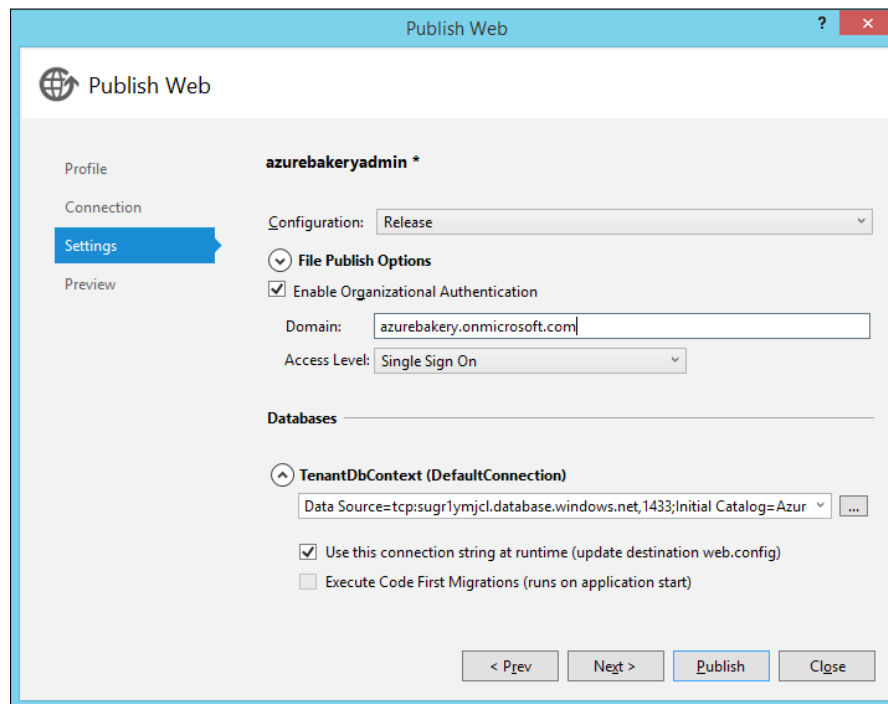 Publish Web
?
Publish Web
Profile
Connection
Settings
Preview
azurebakeryadmin *
Configuration: Release
File Publish Options
Enable Organizational Authentication
Domain: azurebakery.onmicrosoft.com
Access Level: Single Sign On
Databases
TenantDbContext (DefaultConnection)
Data Source=tcp:sugr1ymjcl.database.windows.net,1433;Initial Catalog=Azur
...
Use this connection string at runtime (update destination web.config)
Execute Code First Migrations (runs on application start)
< Prev Next > Publish Close